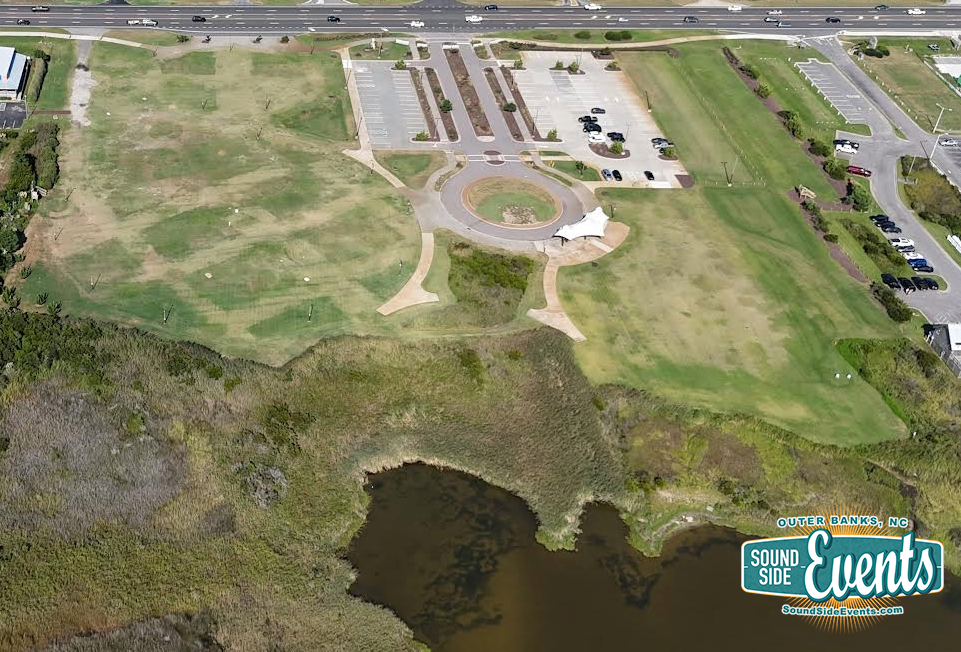 OUTER BANKS, NC
SOUND
SIDE
Events
SoundSideEvents.com